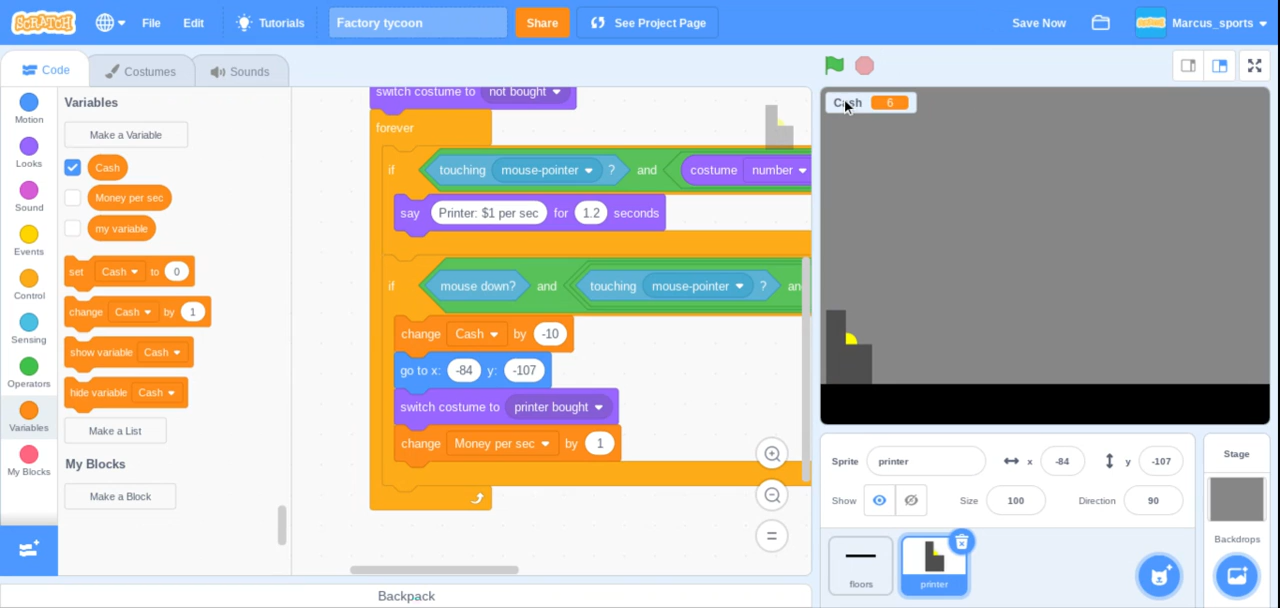 SCRATCH File Edit Tutorials Factory tycoon Share See Project Page Save Now Marcus_sports
Code Costumes Sounds
Motion
Looks
Sound
Events
Control
Sensing
Operators
Variables
My Blocks
Variables
Make a Variable
Cash
Money per sec
my variable
set Cash to 0
change Cash by 1
show variable Cash
hide variable Cash
Make a List
My Blocks
Make a Block
switch costume to not bought
forever
if touching mouse-pointer ? and costume number
say Printer: $1 per sec for 1.2 seconds
if mouse down? and touching mouse-pointer ? an
change Cash by -10
go to x: -84 y: -107
switch costume to printer bought
change Money per sec by 1
Backpack
Cash 6
Sprite printer x -84 y -107
Show Size 100 Direction 90
floors
printer
Stage
Backdrops